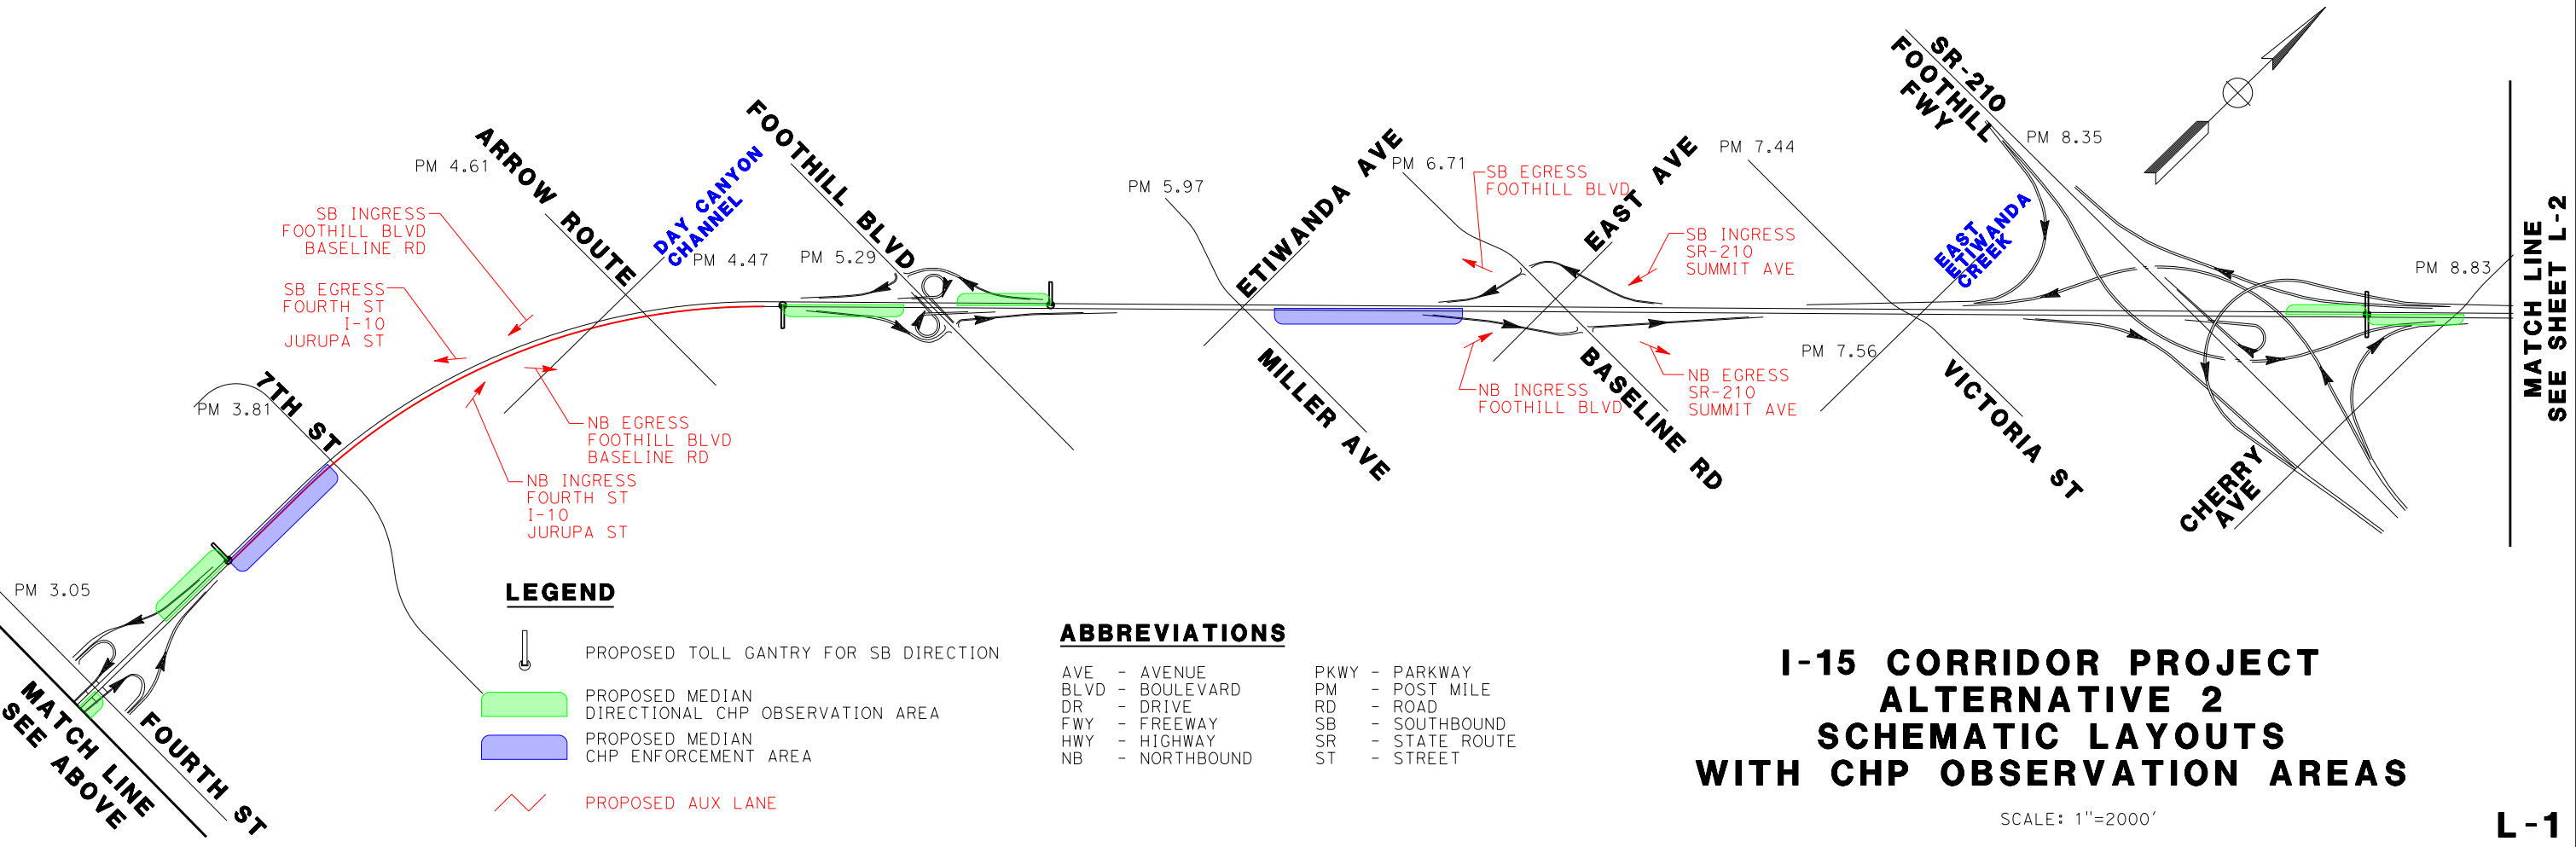 SR-210
FOOTHILL
FWY
PM 8.35
PM 4.61
ARROW ROUTE
DAY CANYON
CHANNEL
PM 4.47
FOOTHILL BLVD
PM 5.29
PM 5.97
ETIWANDA AVE
PM 6.71
SB EGRESS
FOOTHILL BLVD
EAST AVE
PM 7.44
SB INGRESS
SR-210
SUMMIT AVE
EAST
ETIWANDA
CREEK
PM 8.83
MATCH LINE
SEE SHEET L-2
SB INGRESS
FOOTHILL BLVD
BASELINE RD
SB EGRESS
FOURTH ST
I-10
JURUPA ST
7TH ST
PM 3.81
NB EGRESS
FOOTHILL BLVD
BASELINE RD
NB INGRESS
FOURTH ST
I-10
JURUPA ST
MILLER AVE
NB INGRESS
FOOTHILL BLVD
BASELINE RD
NB EGRESS
SR-210
SUMMIT AVE
PM 7.56
VICTORIA ST
CHERRY
AVE
PM 3.05
MATCH LINE
SEE ABOVE
FOURTH ST
LEGEND
PROPOSED TOLL GANTRY FOR SB DIRECTION
PROPOSED MEDIAN
DIRECTIONAL CHP OBSERVATION AREA
PROPOSED MEDIAN
CHP ENFORCEMENT AREA
PROPOSED AUX LANE
ABBREVIATIONS
AVE - AVENUE
BLVD - BOULEVARD
DR - DRIVE
FWY - FREEWAY
HWY - HIGHWAY
NB - NORTHBOUND
PKWY - PARKWAY
PM - POST MILE
RD - ROAD
SB - SOUTHBOUND
SR - STATE ROUTE
ST - STREET
I-15 CORRIDOR PROJECT
ALTERNATIVE 2
SCHEMATIC LAYOUTS
WITH CHP OBSERVATION AREAS
SCALE: 1"=2000'
L-1